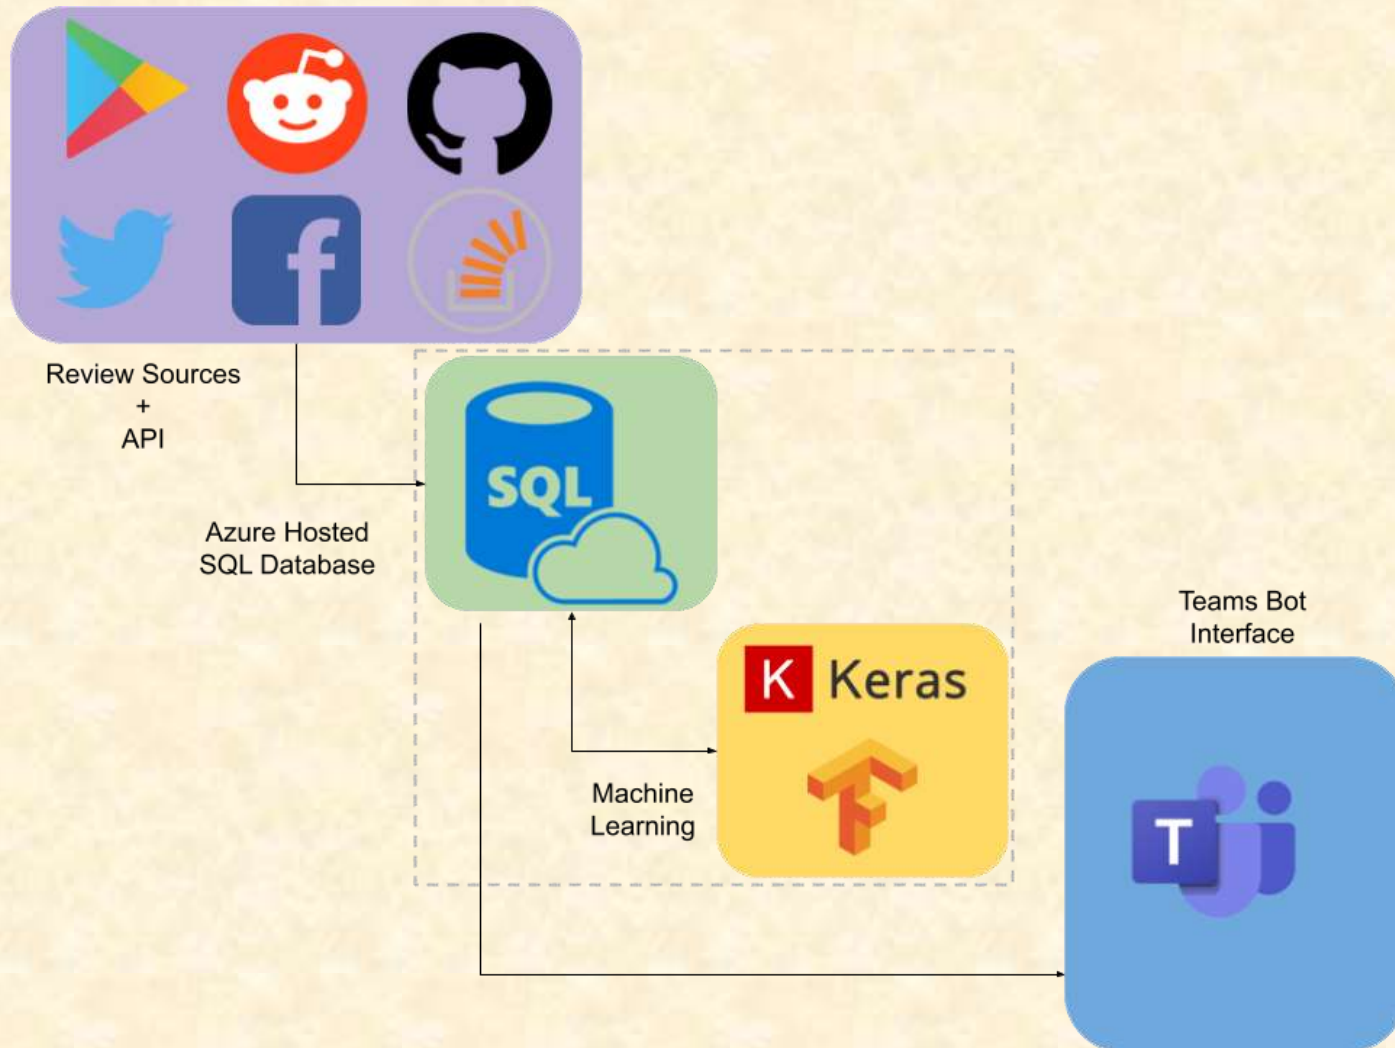 Review Sources
+
API
Azure Hosted
SQL Database
SQL
Machine
Learning
K Keras
Teams Bot
Interface
T